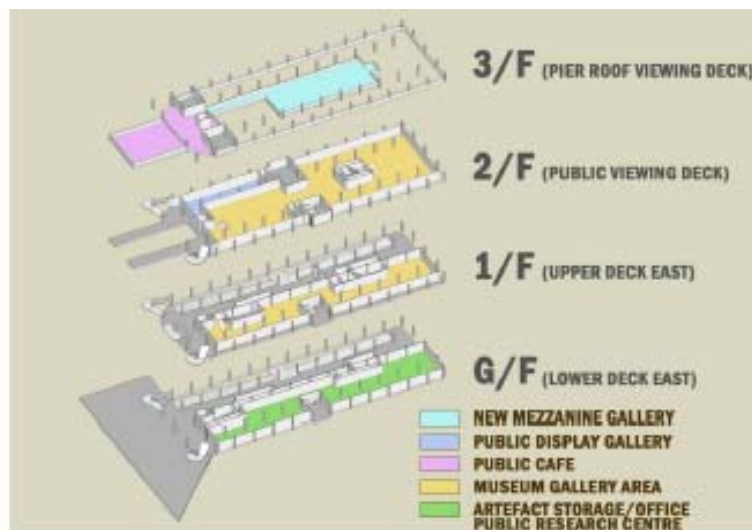 3/F (PIER ROOF VIEWING DECK)
2/F (PUBLIC VIEWING DECK)
1/F (UPPER DECK EAST)
G/F (LOWER DECK EAST)
NEW MEZZANINE GALLERY
PUBLIC DISPLAY GALLERY
PUBLIC CAFE
MUSEUM GALLERY AREA
ARTEFACT STORAGE/OFFICE
PUBLIC RESEARCH CENTRE